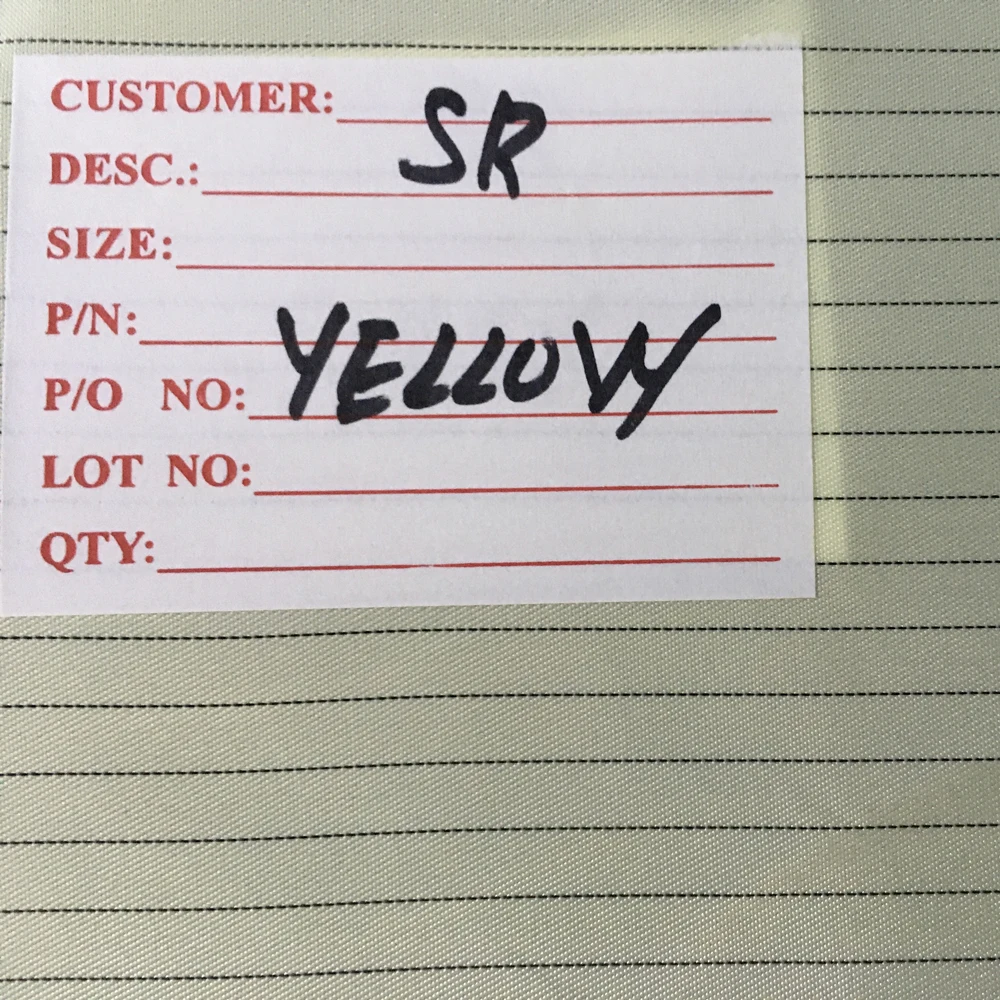 CUSTOMER: SR
DESC.:
SIZE:
P/N:
P/O NO: YELLOW
LOT NO:
QTY: